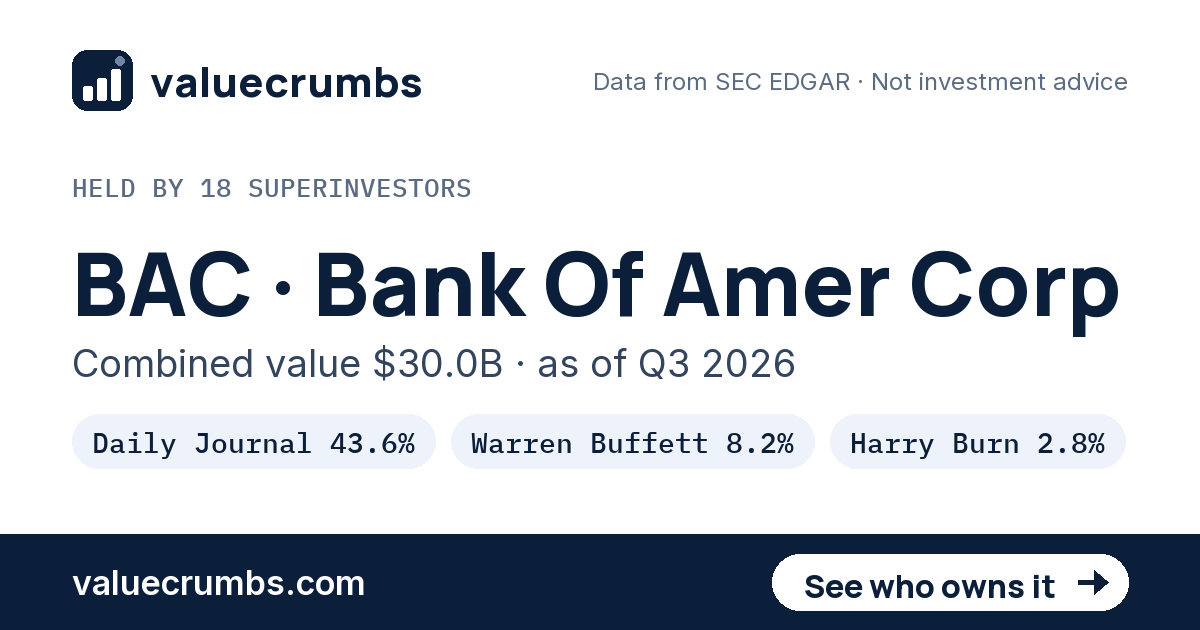 valuecrumbs
Data from SEC EDGAR · Not investment advice
HELD BY 18 SUPERINVESTORS
BAC · Bank Of Amer Corp
Combined value $30.0B · as of Q3 2026
Daily Journal 43.6%
Warren Buffett 8.2%
Harry Burn 2.8%
valuecrumbs.com
See who owns it →